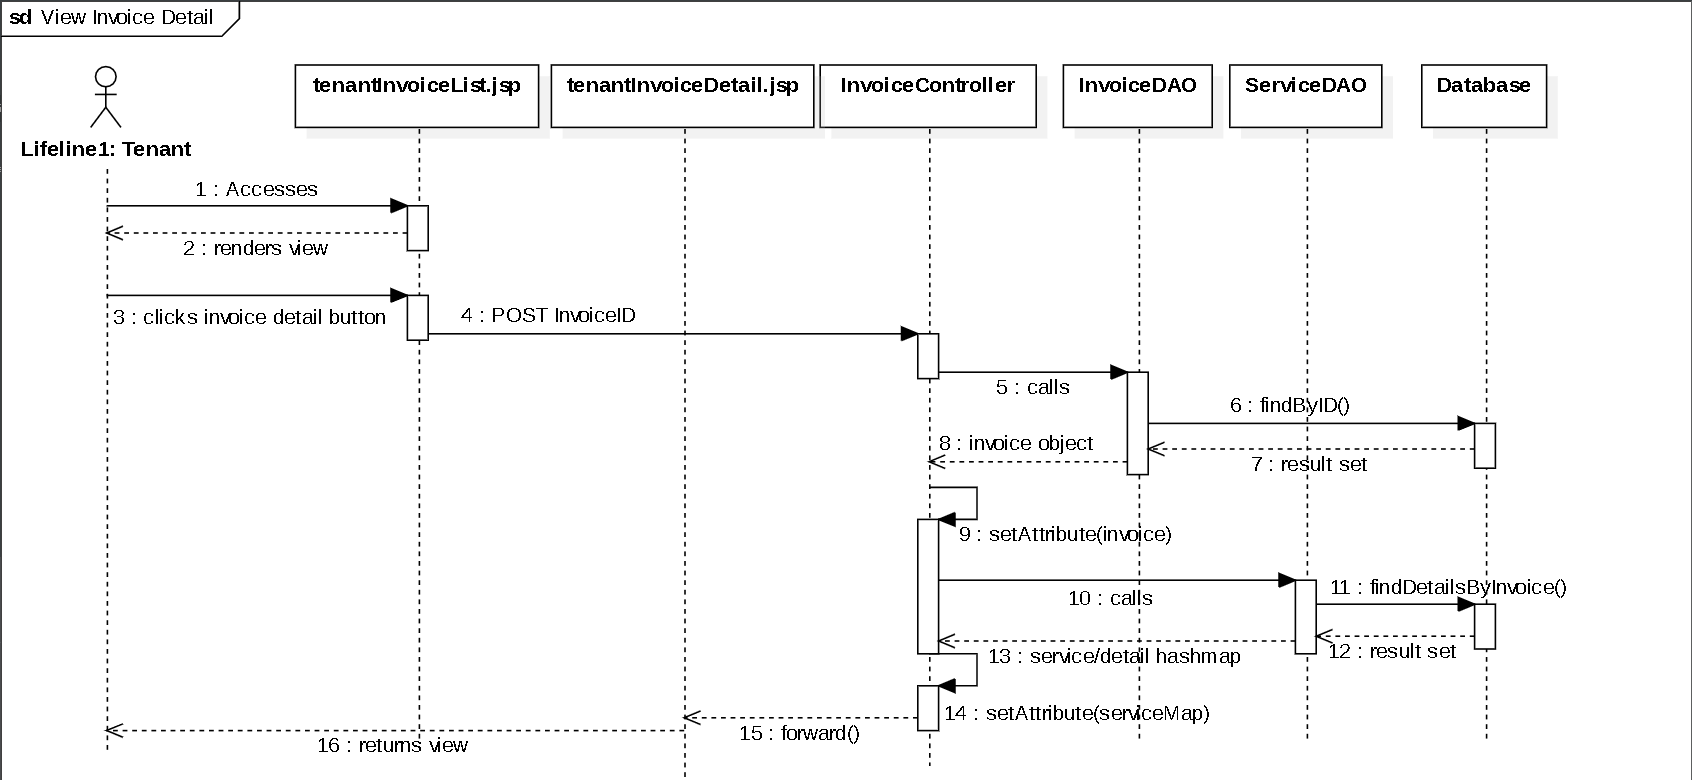 sd View Invoice Detail
tenantInvoiceList.jsp
tenantInvoiceDetail.jsp
InvoiceController
InvoiceDAO
ServiceDAO
Database
Lifeline1: Tenant
1 : Accesses
2 : renders view
3 : clicks invoice detail button
4 : POST InvoiceID
5 : calls
6 : findByID()
7 : result set
8 : invoice object
9 : setAttribute(invoice)
10 : calls
11 : findDetailsByInvoice()
12 : result set
13 : service/detail hashmap
14 : setAttribute(serviceMap)
15 : forward()
16 : returns view